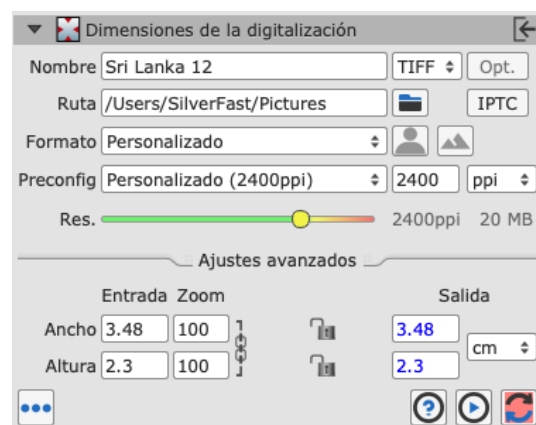 Dimensiones de la digitalización
Nombre Sri Lanka 12 TIFF Opt.
Ruta /Users/SilverFast/Pictures IPTC
Formato Personalizado
Preconfig Personalizado (2400ppi) 2400 ppi
Res. 2400ppi 20 MB
Ajustes avanzados
Entrada Zoom Salida
Ancho 3.48 100 3.48
cm
Altura 2.3 100 2.3